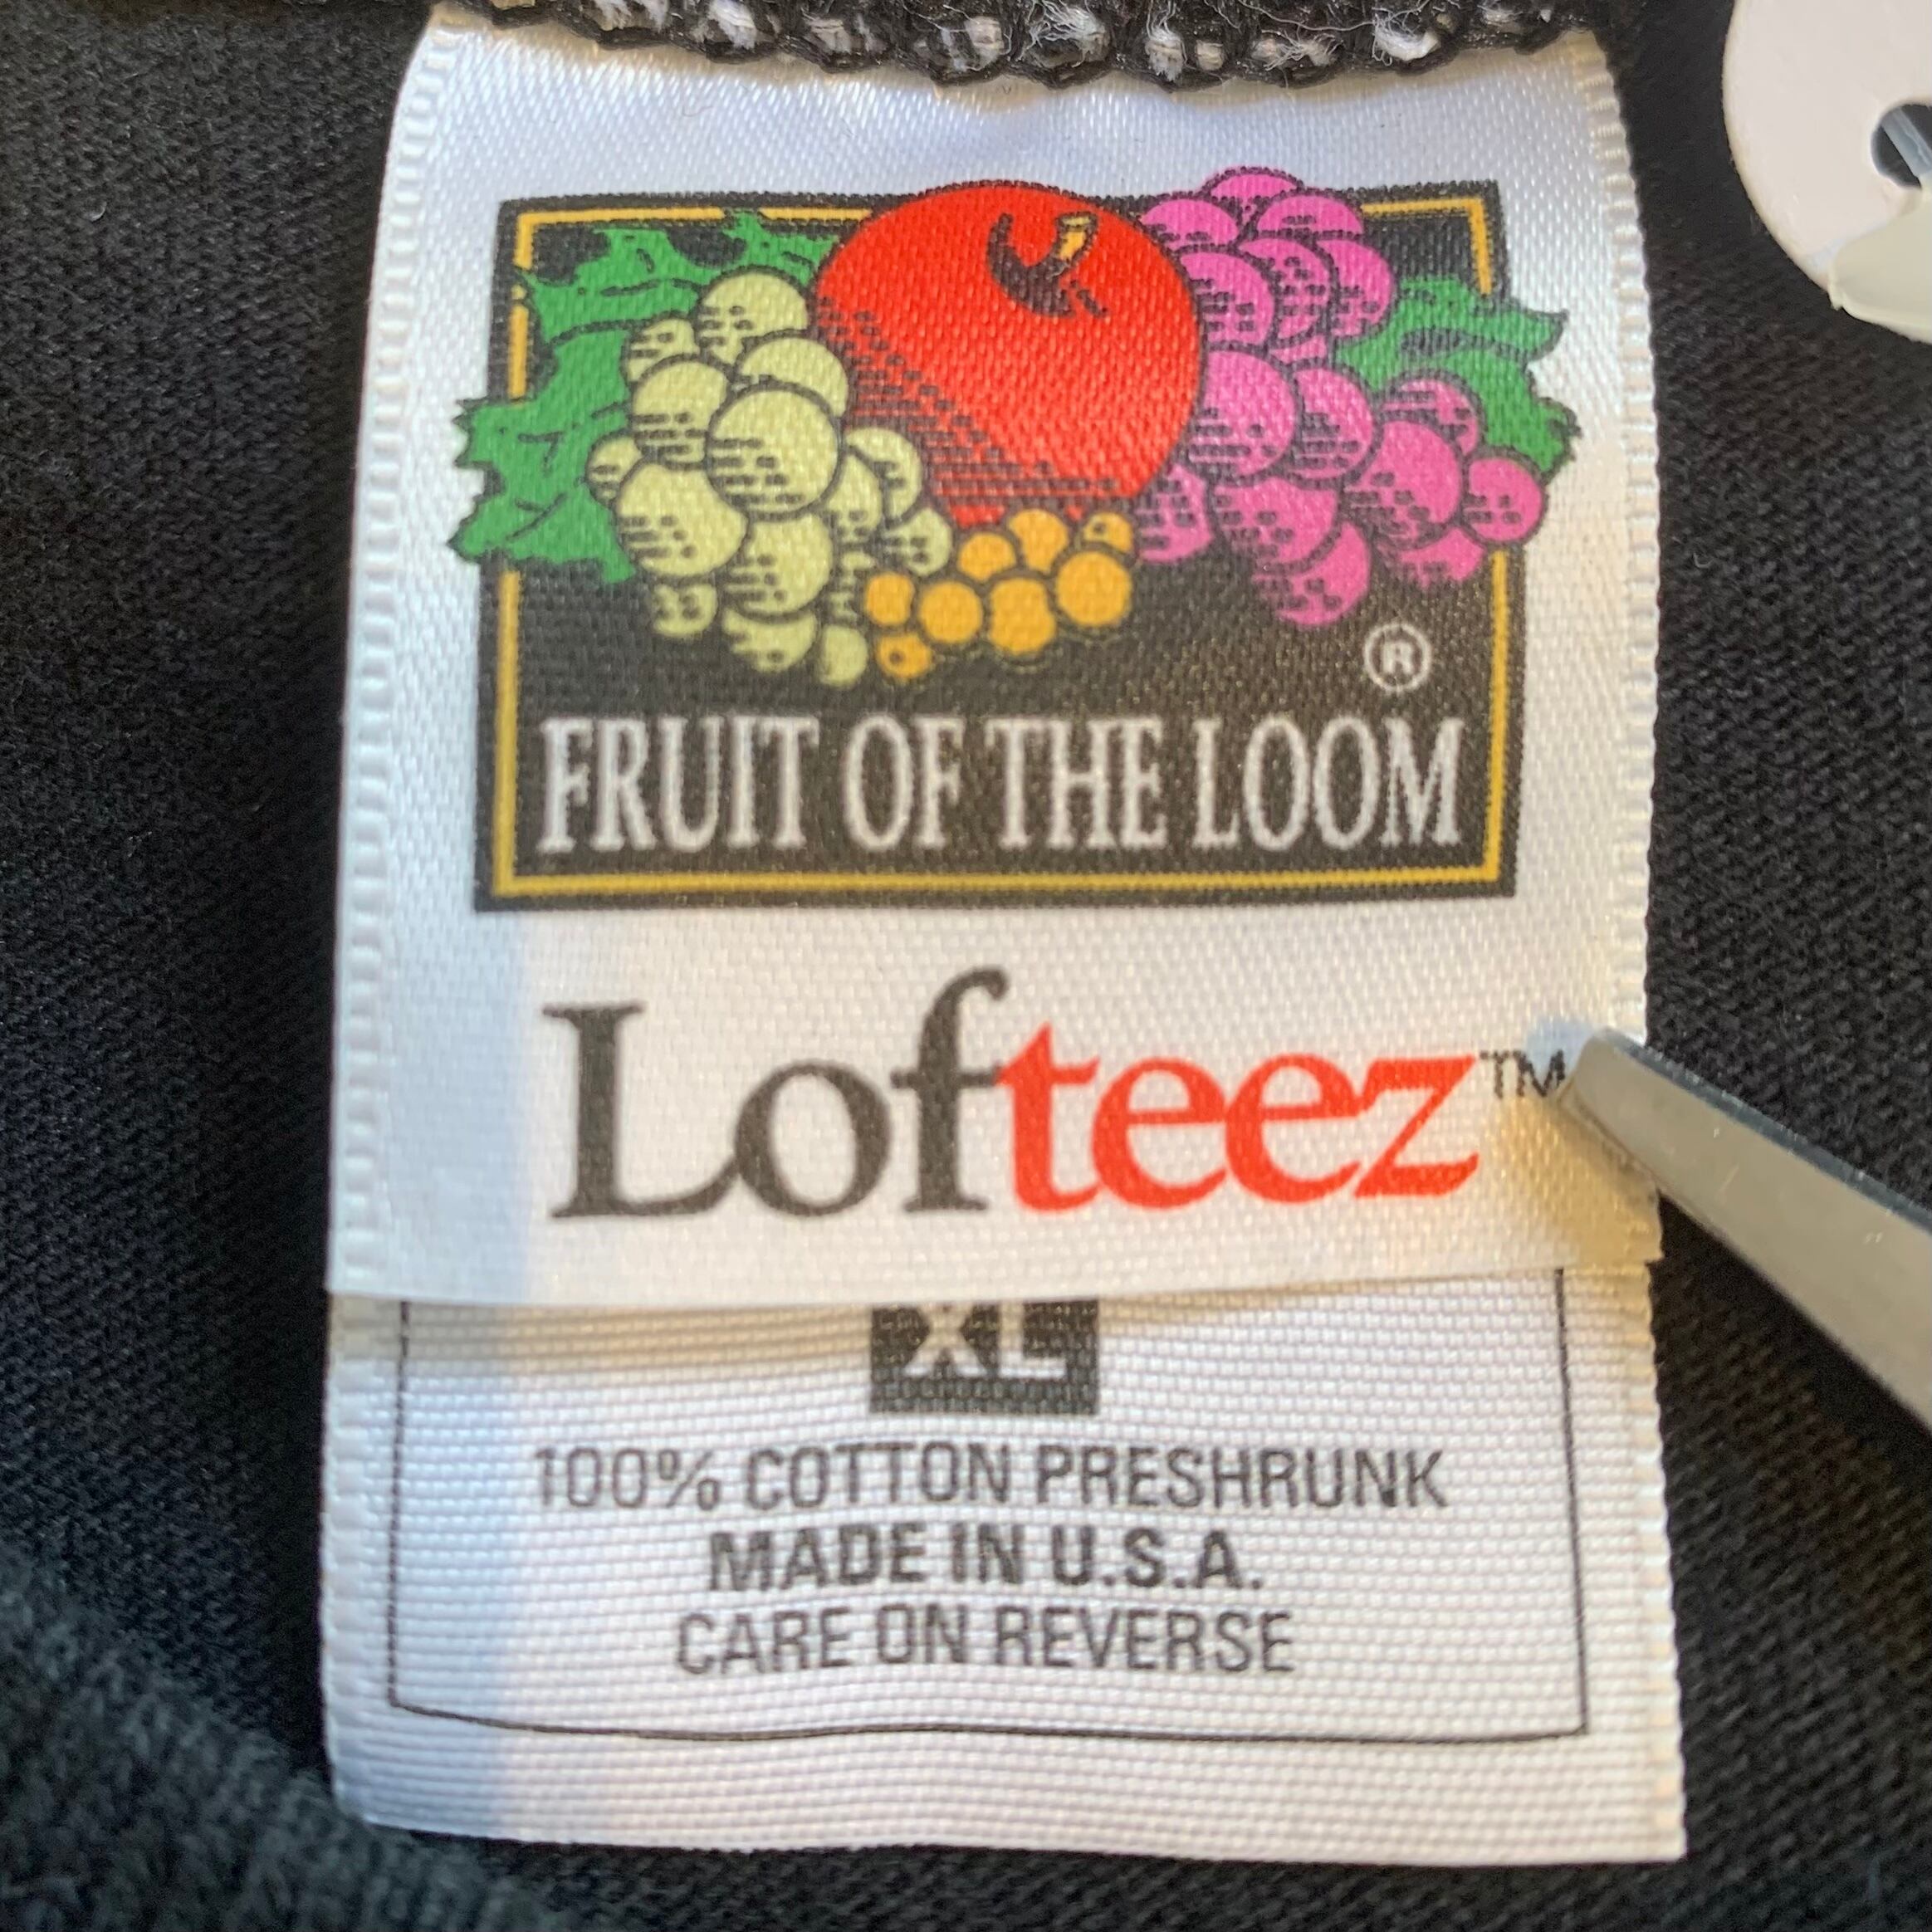 ®
FRUIT OF THE LOOM
Lofteez™
XL
100% COTTON PRESHRUNK
MADE IN U.S.A.
CARE ON REVERSE